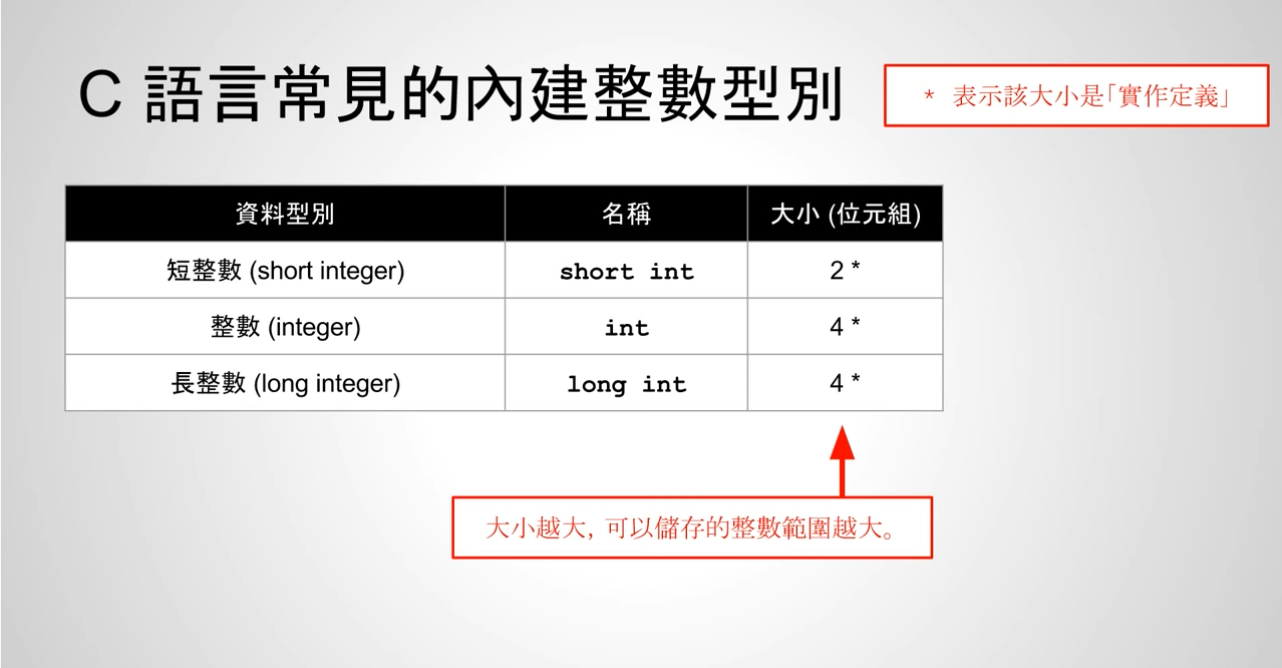 C 語言常見的內建整數型別
* 表示該大小是「實作定義」
資料型別 名稱 大小 (位元組)
短整數 (short integer) short int 2 *
整數 (integer) int 4 *
長整數 (long integer) long int 4 *
大小越大, 可以儲存的整數範圍越大。